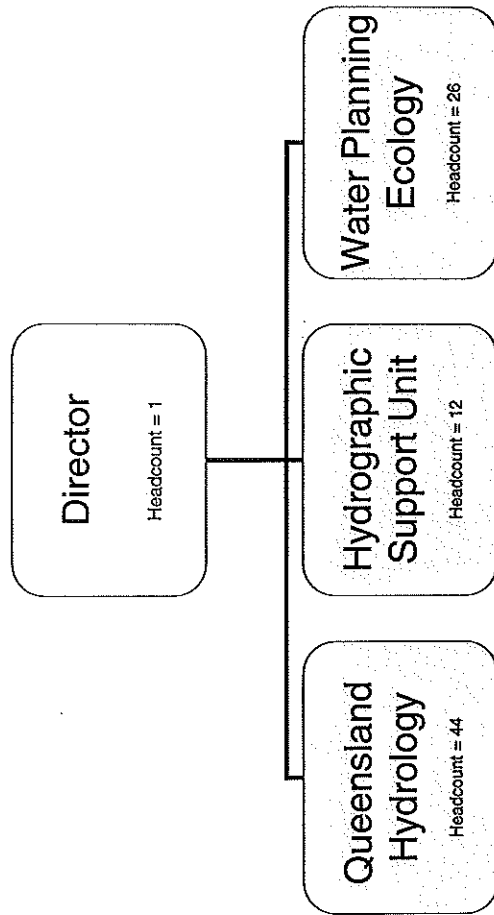 Director
Headcount = 1
Queensland
Hydrology
Headcount = 44
Hydrographic
Support Unit
Headcount = 12
Water Planning
Ecology
Headcount = 26